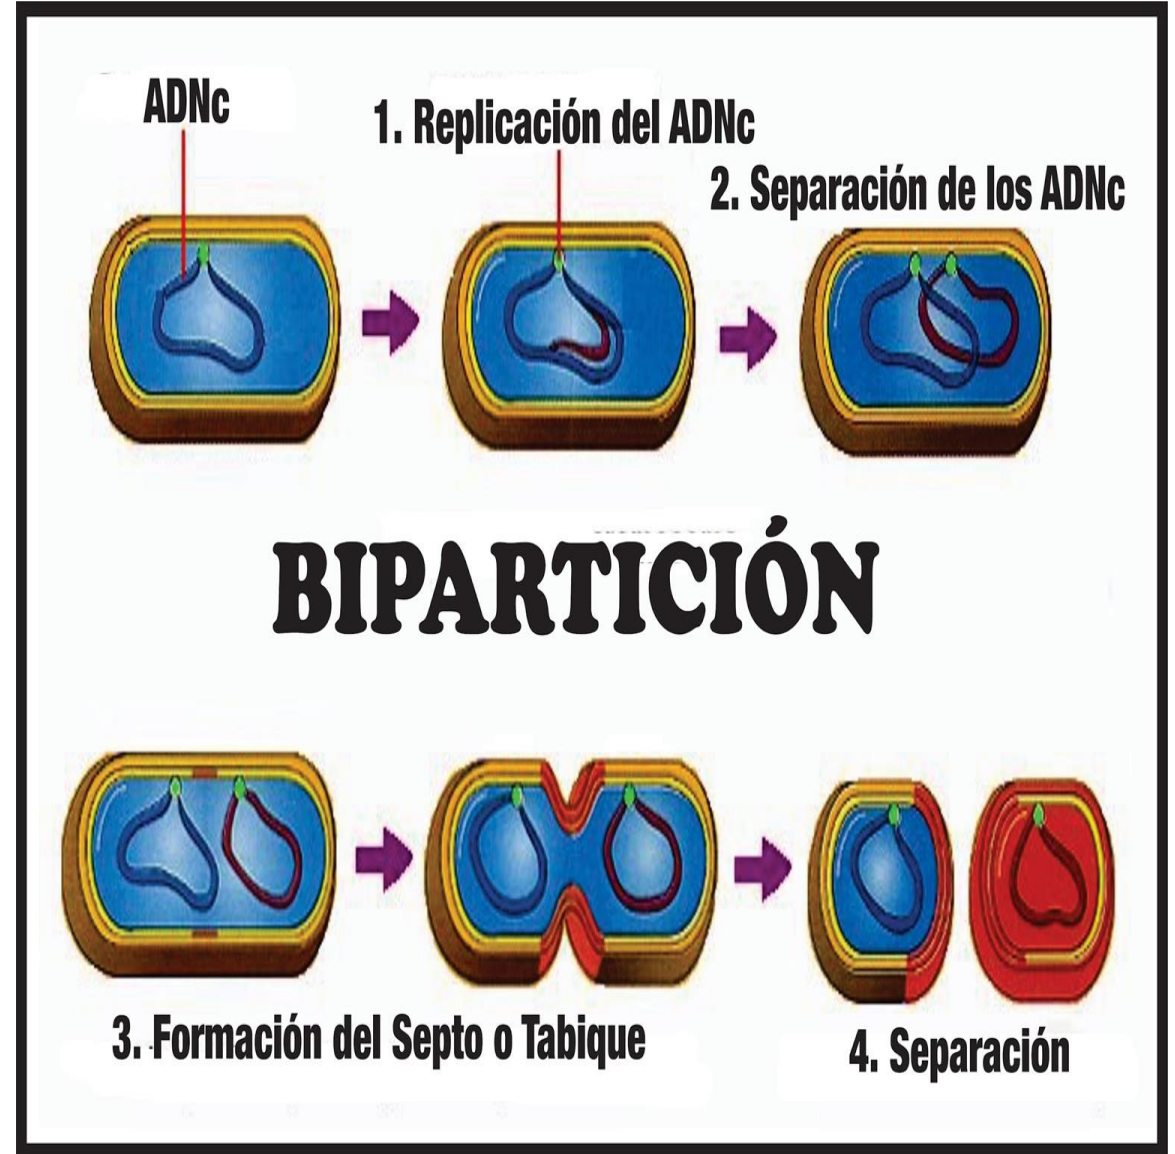 ADNc
1. Replicación del ADNc
2. Separación de los ADNc
BIPARTICIÓN
3. Formación del Septo o Tabique
4. Separación